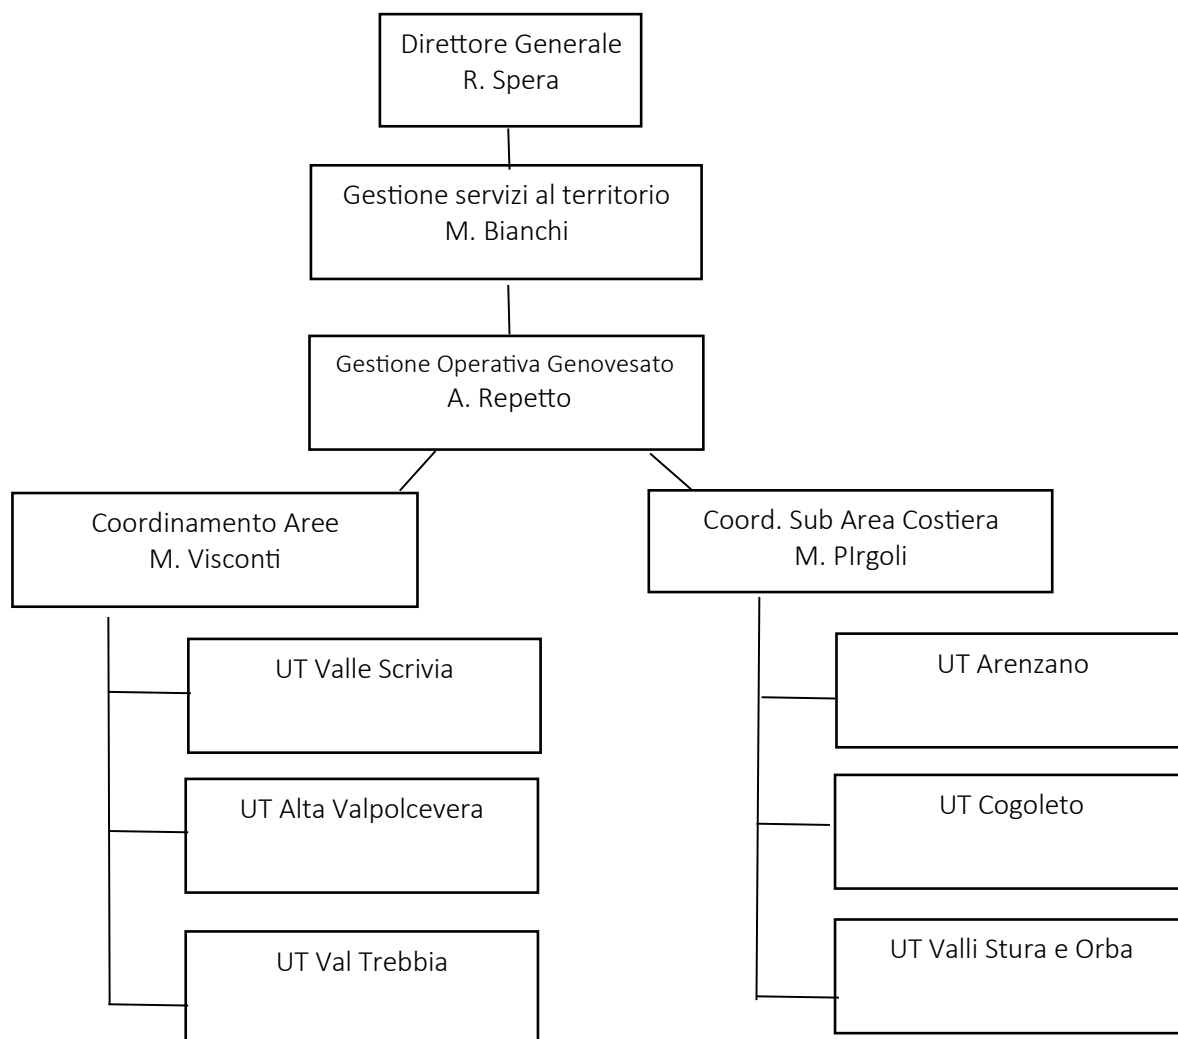 Direttore Generale
R. Spera
Gestione servizi al territorio
M. Bianchi
Gestione Operativa Genovesato
A. Repetto
Coordinamento Aree
M. Visconti
Coord. Sub Area Costiera
M. PIrgoli
UT Valle Scrivia
UT Alta Valpolcevera
UT Val Trebbia
UT Arenzano
UT Cogoleto
UT Valli Stura e Orba